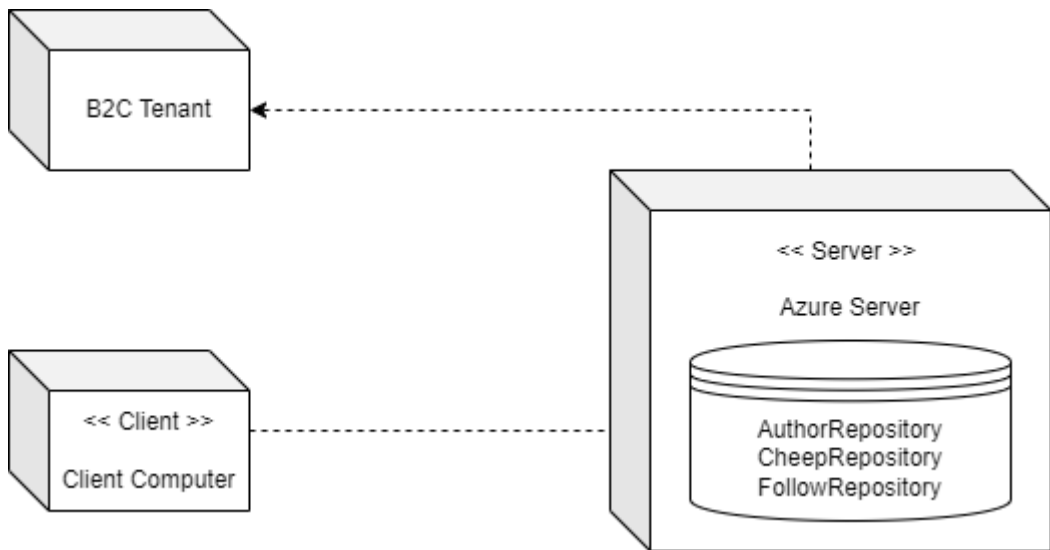 B2C Tenant
<< Server >>
Azure Server
AuthorRepository
CheepRepository
FollowRepository
<< Client >>
Client Computer